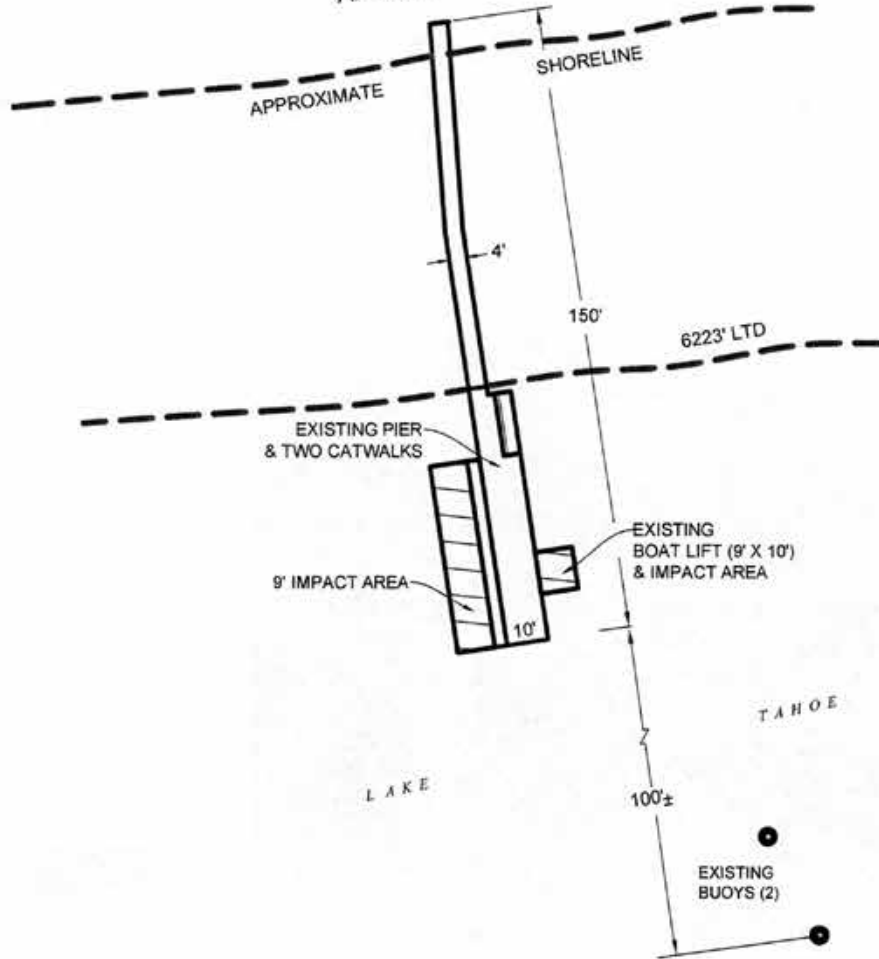 APPROXIMATE
SHORELINE
4'
150'
6223' LTD
EXISTING PIER
& TWO CATWALKS
EXISTING
BOAT LIFT (9' X 10')
& IMPACT AREA
9' IMPACT AREA
10'
LAKE
TAHOE
100'±
EXISTING
BUOYS (2)